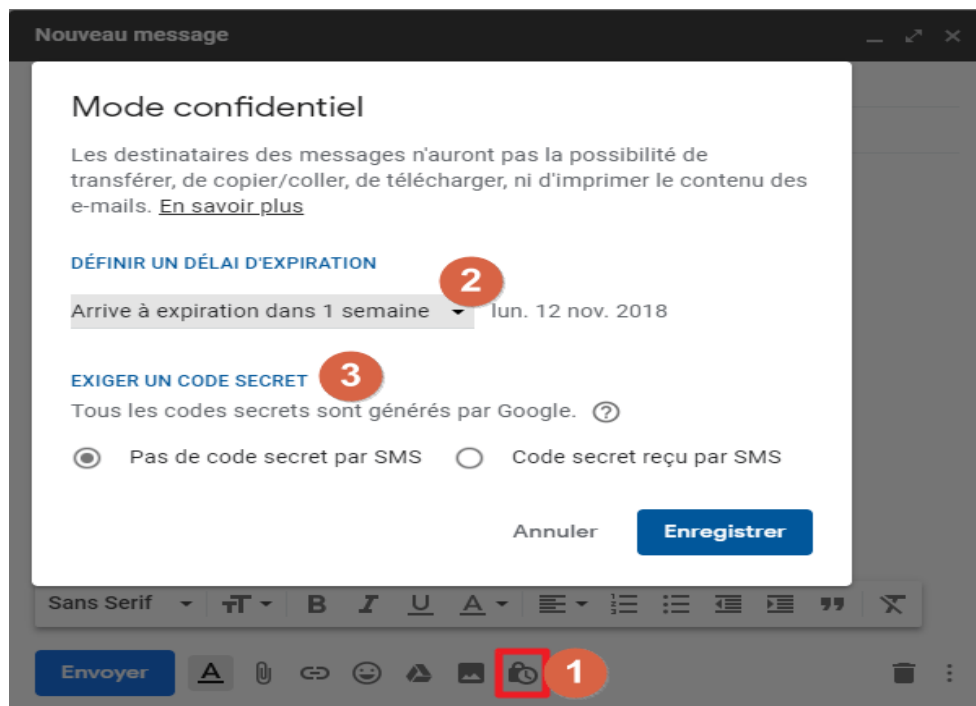 Nouveau message
Mode confidentiel
Les destinataires des messages n'auront pas la possibilité de
transférer, de copier/coller, de télécharger, ni d'imprimer le contenu des
e-mails. En savoir plus
DÉFINIR UN DÉLAI D'EXPIRATION
2
Arrive à expiration dans 1 semaine lun. 12 nov. 2018
EXIGER UN CODE SECRET 3
Tous les codes secrets sont générés par Google. ?
Pas de code secret par SMS Code secret reçu par SMS
Annuler Enregistrer
Sans Serif B I U A
Envoyer A 1